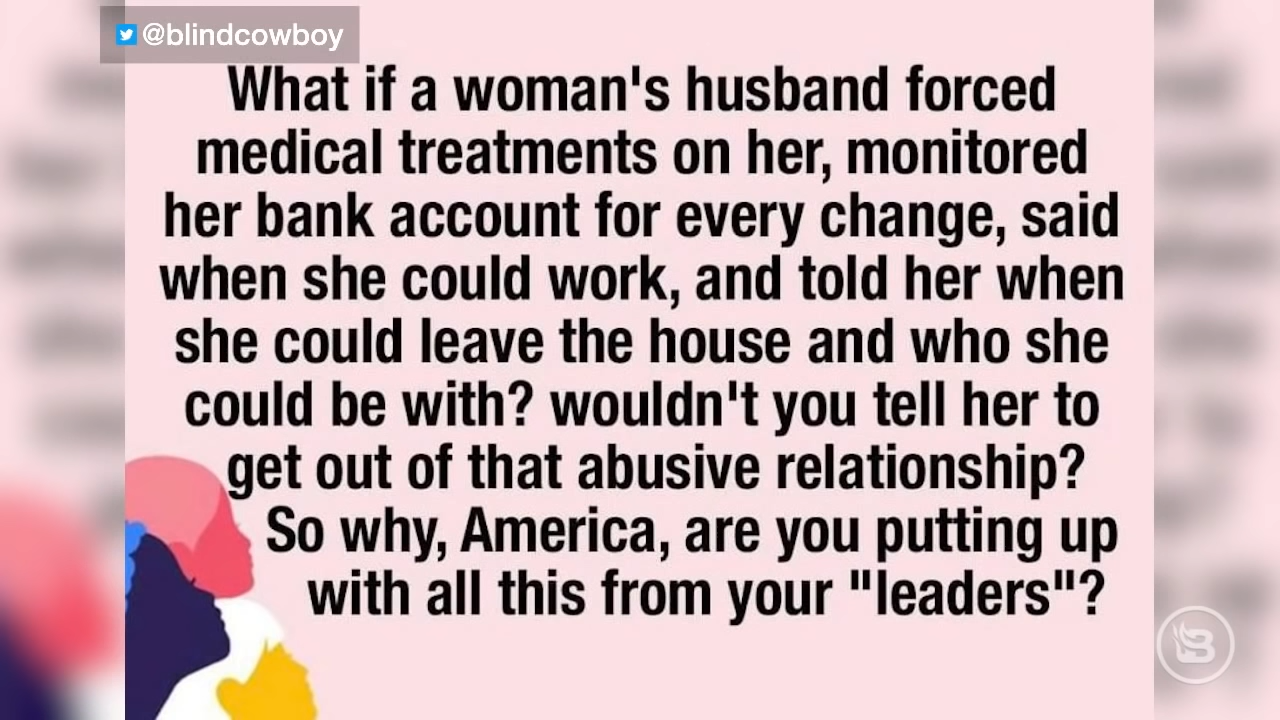 @blindcowboy
What if a woman's husband forced
medical treatments on her, monitored
her bank account for every change, said
when she could work, and told her when
she could leave the house and who she
could be with? wouldn't you tell her to
get out of that abusive relationship?
So why, America, are you putting up
with all this from your "leaders"?
B